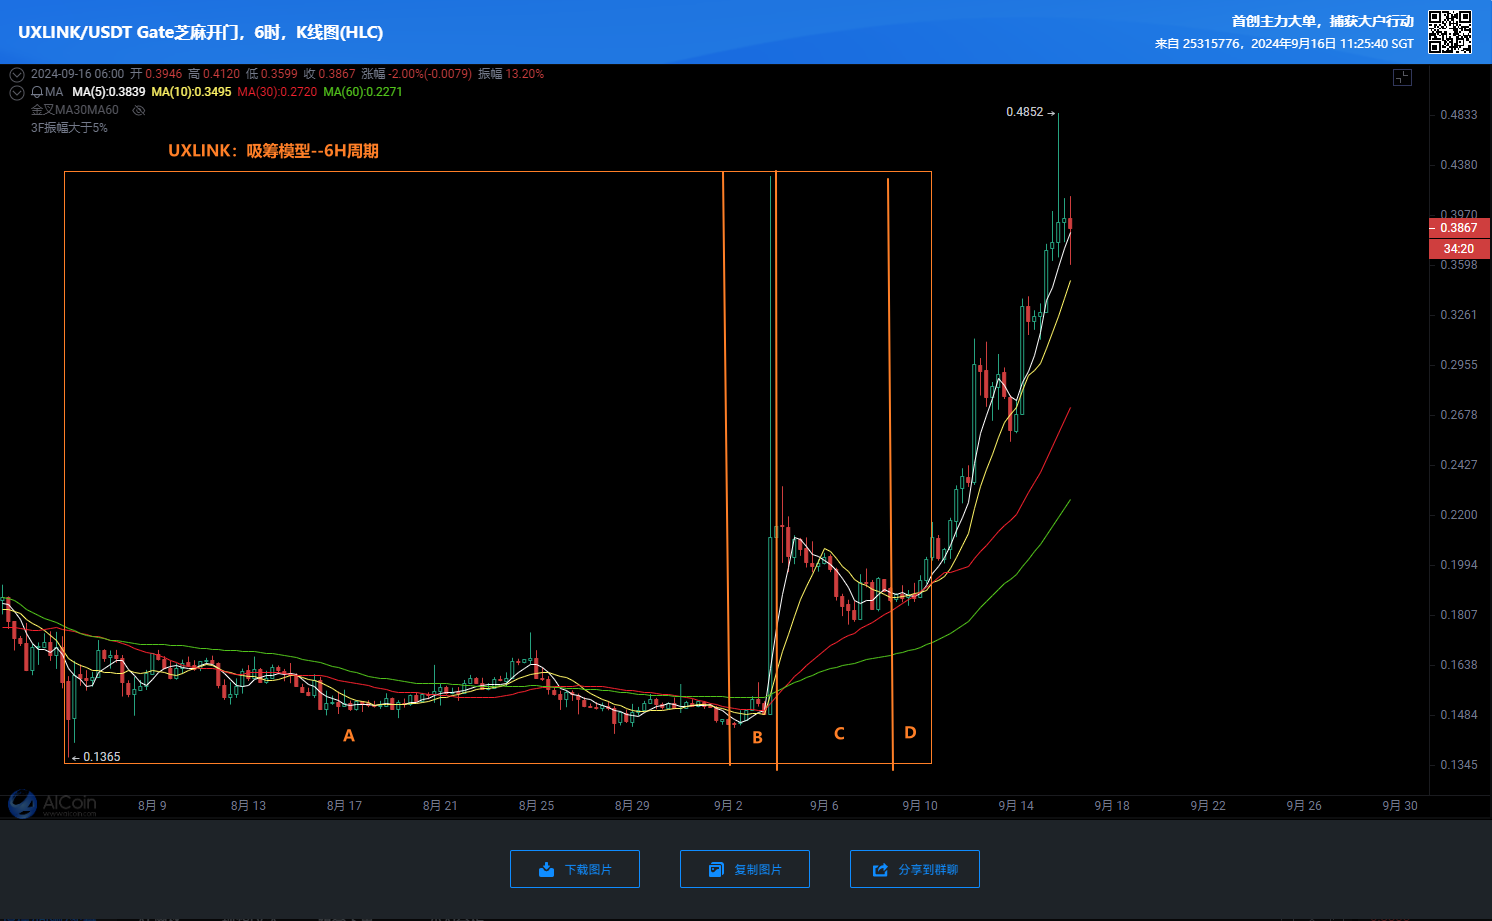 UXLINK/USDT Gate芝麻开门，6时，K线图(HLC)
首创主力大单，捕获大户行动
来自 25315776，2024年9月16日 11:25:40 SGT
2024-09-16 06:00 开 0.3946 高 0.4120 低 0.3599 收 0.3867 涨幅 -2.00%(-0.0079) 振幅 13.20%
MA MA(5):0.3839 MA(10):0.3495 MA(30):0.2720 MA(60):0.2271
金叉MA30MA60
3F振幅大于5%
UXLINK：吸筹模型--6H周期
0.4852
0.4833
0.4380
0.3970
0.3867
34:20
0.3598
0.3261
0.2955
0.2678
0.2427
0.2200
0.1994
0.1807
0.1638
0.1484
0.1345
A
B
C
D
0.1365
AICoin
www.aicoin.com
8月 9
8月 13
8月 17
8月 21
8月 25
8月 29
9月 2
9月 6
9月 10
9月 14
9月 18
9月 22
9月 26
9月 30
下载图片
复制图片
分享到群聊